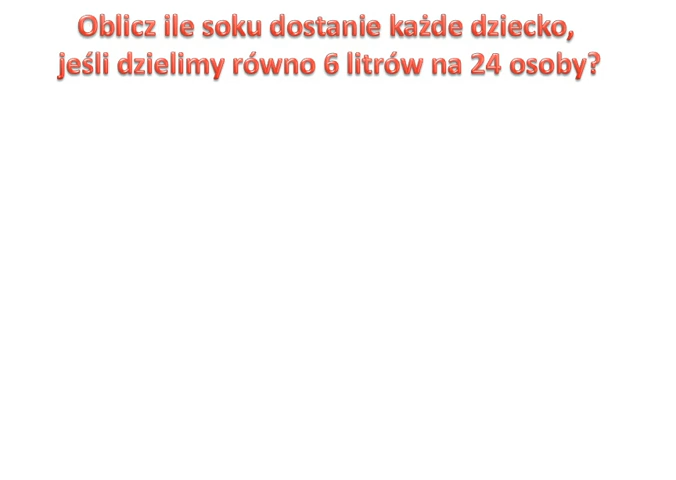 Oblicz ile soku dostanie każde dziecko,
jeśli dzielimy równo 6 litrów na 24 osoby?